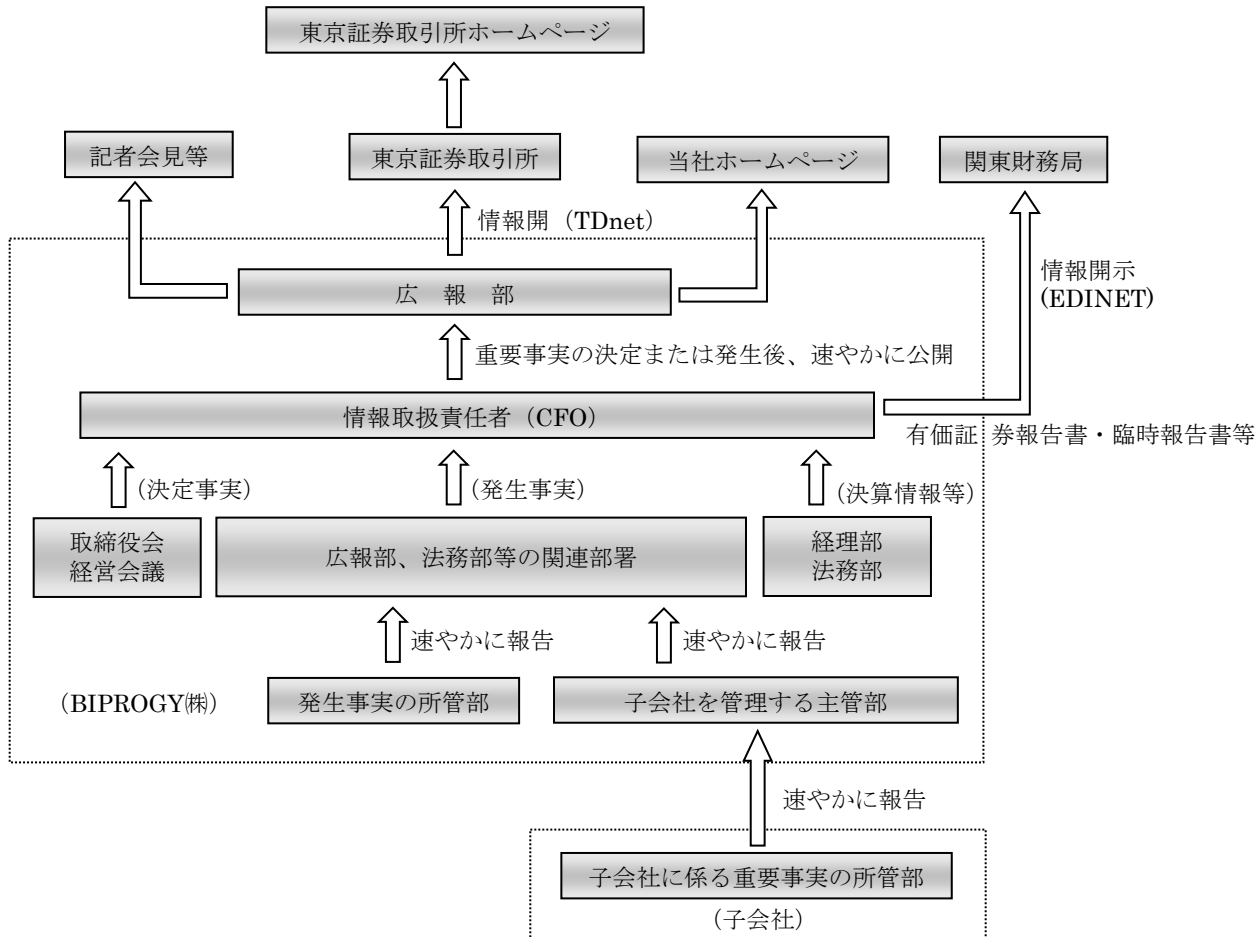 東京証券取引所ホームページ
記者会見等
東京証券取引所
当社ホームページ
関東財務局
情報開（TDnet）
情報開示
(EDINET)
広 報 部
重要事実の決定または発生後、速やかに公開
情報取扱責任者（CFO）
有価証券報告書・臨時報告書等
(決定事実)
(発生事実)
(決算情報等)
取締役会
経営会議
広報部、法務部等の関連部署
経理部
法務部
速やかに報告
速やかに報告
（BIPROGY㈱）
発生事実の所管部
子会社を管理する主管部
速やかに報告
子会社に係る重要事実の所管部
（子会社）